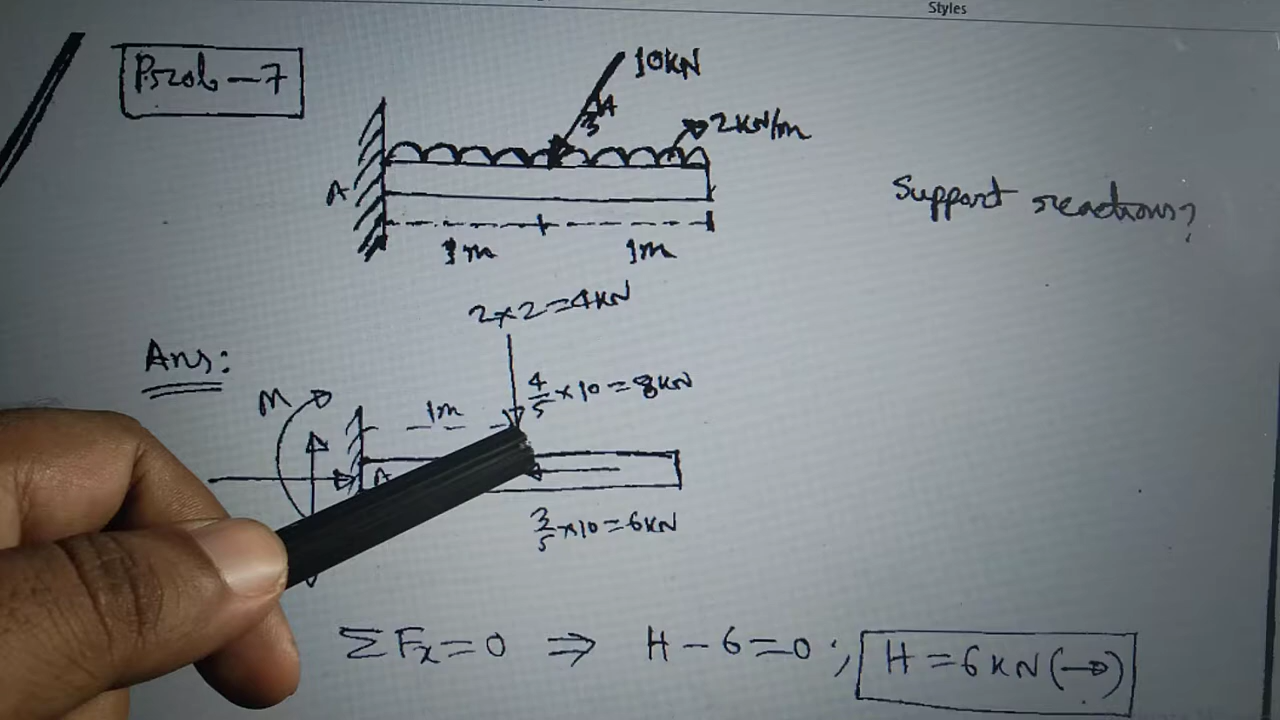 Styles
Prob-7
10KN
4
3
2KN/m
A
1m 1m
Support reactions?
2×2=4KN
Ans:
M
1m
4/5 ×10=8KN
A
3/5 ×10=6KN
ΣFx=0 ⇒ H-6=0; H=6KN(→)